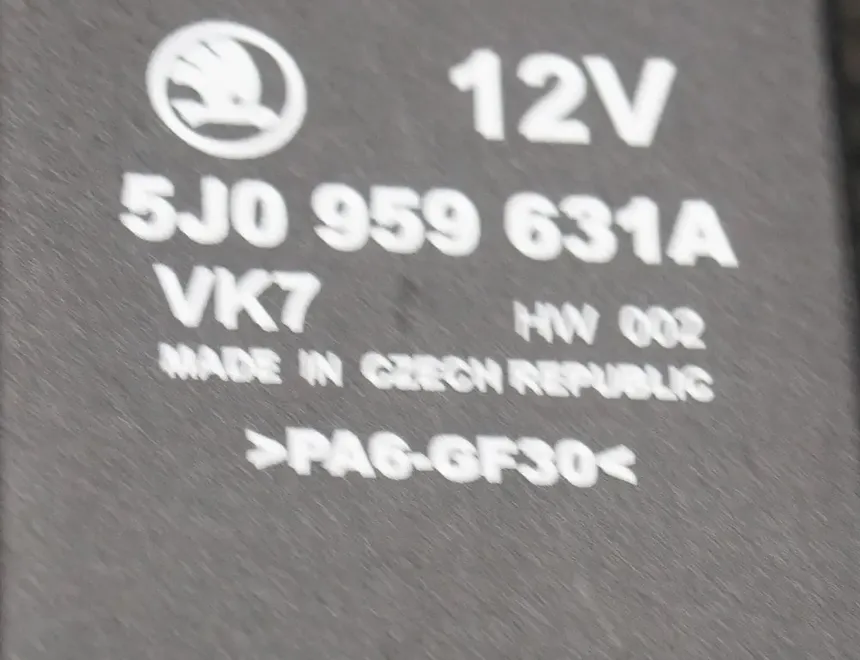 12V
5J0 959 631A
VK7 HW 002
MADE IN CZECH REPUBLIC
>PA6-GF30<